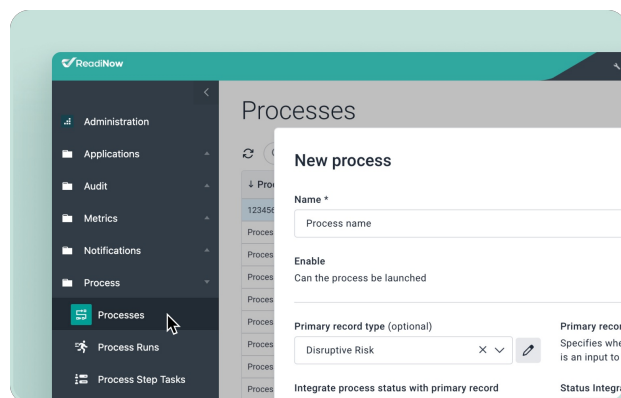 ReadiNow
Administration
Applications
Audit
Metrics
Notifications
Process
Processes
Process Runs
Process Step Tasks
Processes
New process
Name *
Process name
Enable
Can the process be launched
Primary record type (optional)
Disruptive Risk
Integrate process status with primary record
Primary
Specifies
is an input to
Status
123456